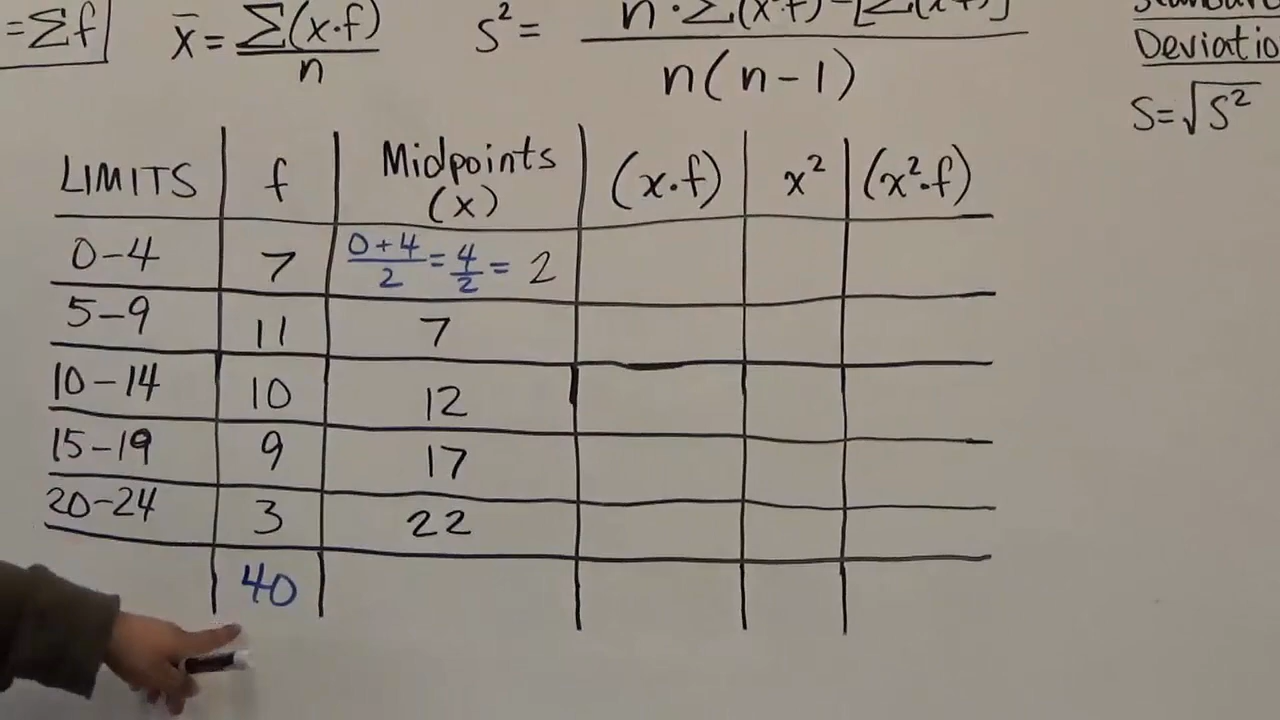 =Σf
x̄ = Σ(x·f) / n
S² = n·Σ(x²·f)−[Σ(x·f)] / n(n−1)
Deviatio
S=√S²
LIMITS f Midpoints (x) (x·f) x² (x²·f)
0−4 7 0+4/2 = 4/2 = 2
5−9 11 7
10−14 10 12
15−19 9 17
20−24 3 22
40